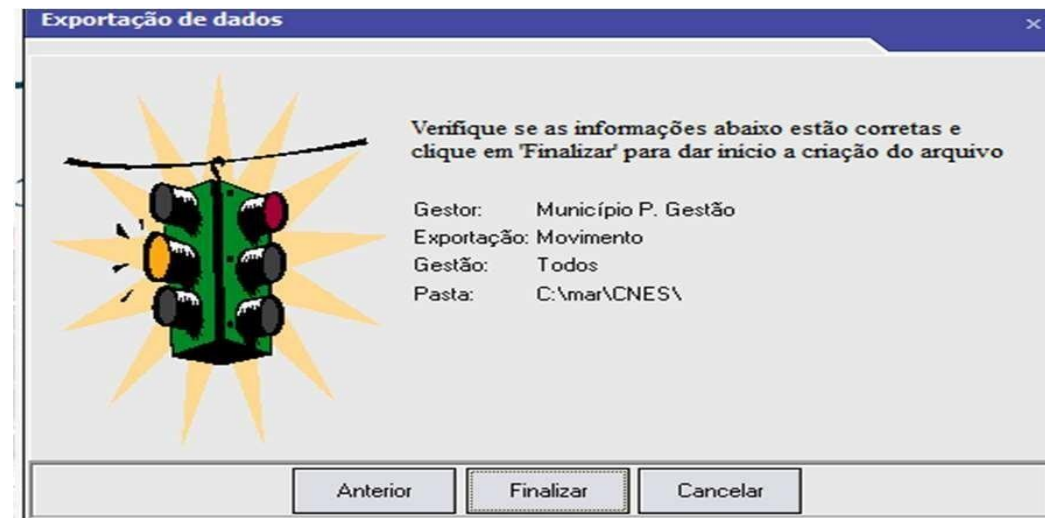 Exportação de dados
Verifique se as informações abaixo estão corretas e
clique em 'Finalizar' para dar inicio a criação do arquivo
Gestor: Município P. Gestão
Exportação: Movimento
Gestão: Todos
Pasta: C:\mar\CNES\
Anterior Finalizar Cancelar